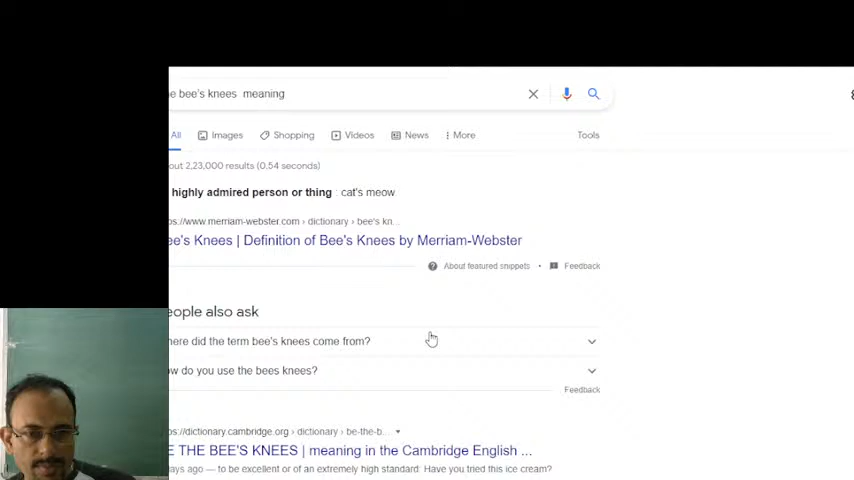 e bee's knees meaning
All Images Shopping Videos News More Tools
out 2,23,000 results (0.54 seconds)
highly admired person or thing : cat's meow
ps://www.merriam-webster.com › dictionary › bee's kn...
ee's Knees | Definition of Bee's Knees by Merriam-Webster
About featured snippets • Feedback
eople also ask
here did the term bee's knees come from?
ow do you use the bees knees?
Feedback
ps://dictionary.cambridge.org › dictionary › be-the-b...
E THE BEE'S KNEES | meaning in the Cambridge English ...
ays ago — to be excellent or of an extremely high standard: Have you tried this ice cream?